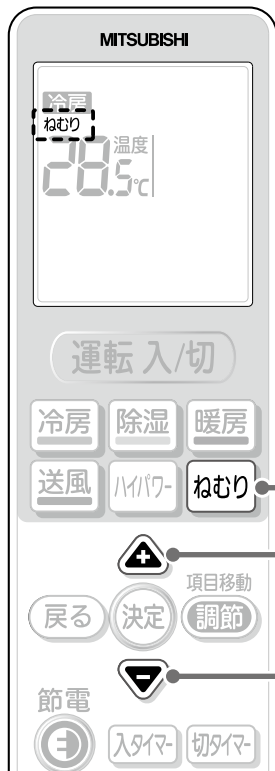 MITSUBISHI
冷房
ねむり
温度
28.5℃
運転 入/切
冷房 除湿 暖房
送風 ハイパワー ねむり
+
項目移動
戻る 決定 調節
-
節電
入タイマー 切タイマー